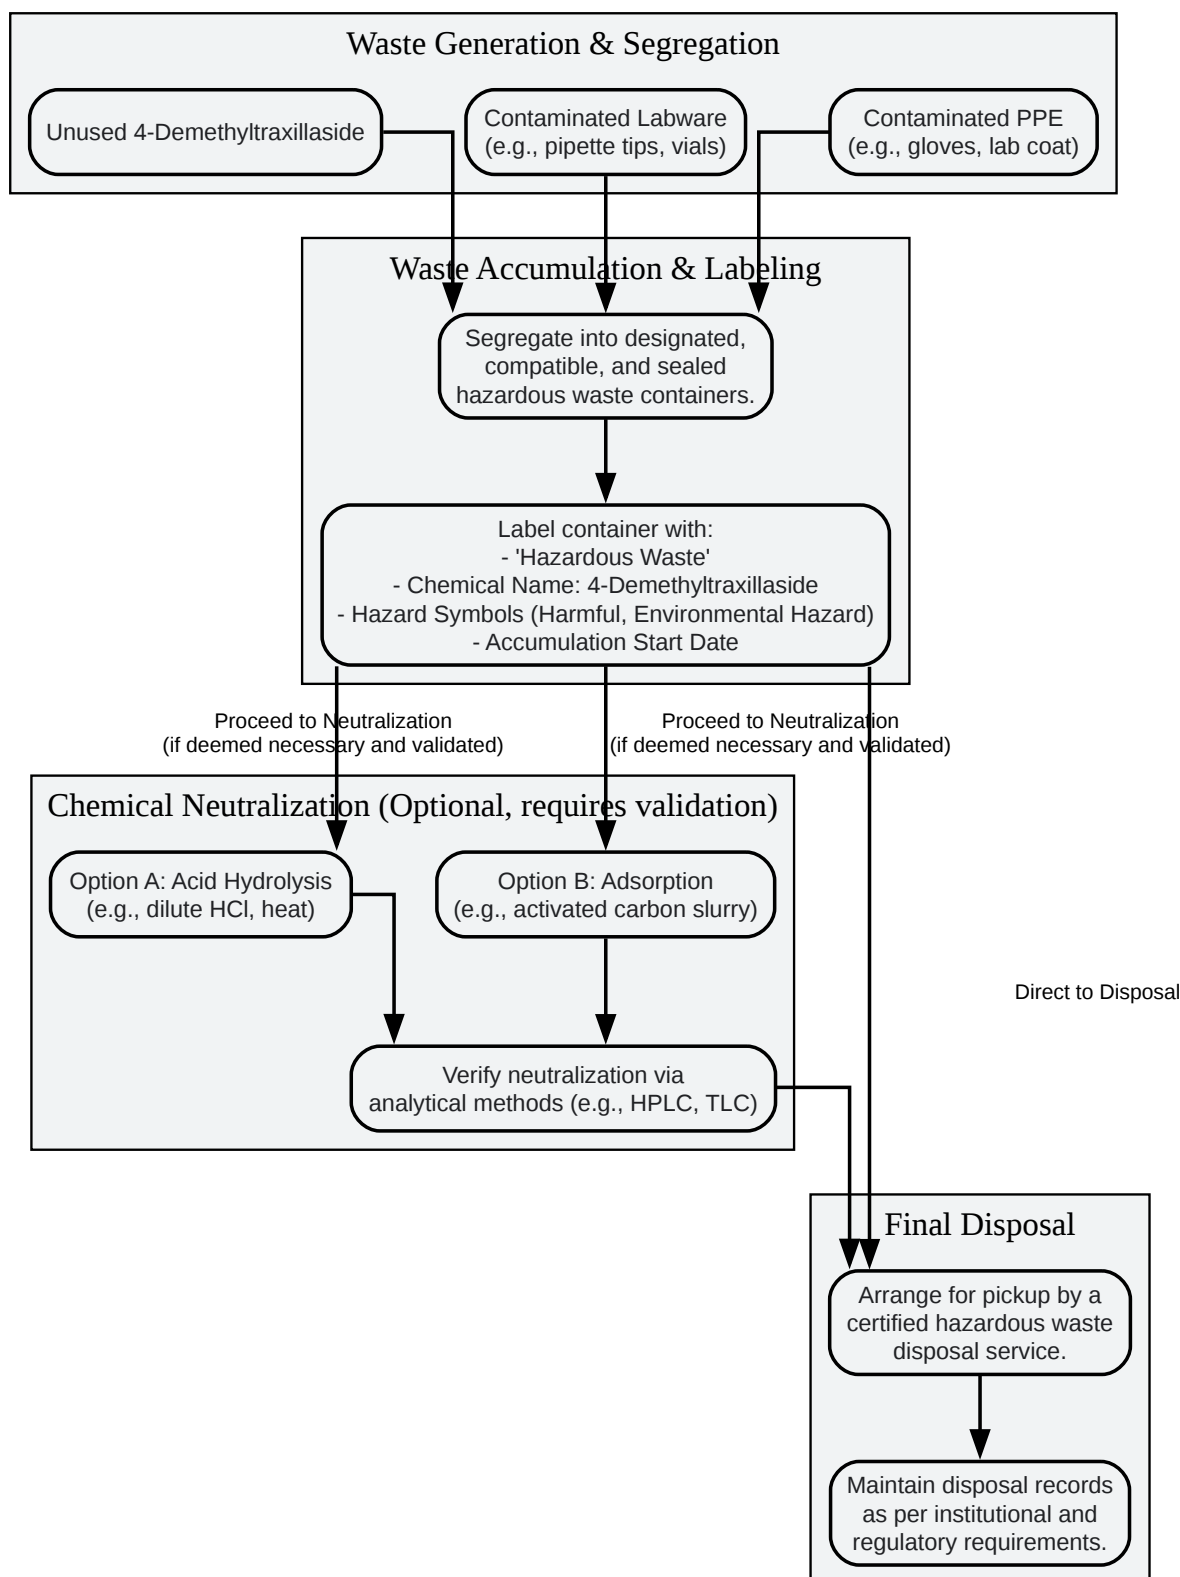 Waste Generation & Segregation
Unused 4-Demethyltraxillaside
Contaminated Labware
(e.g., pipette tips, vials)
Contaminated PPE
(e.g., gloves, lab coat)
Waste Accumulation & Labeling
Segregate into designated,
compatible, and sealed
hazardous waste containers.
Label container with:
- 'Hazardous Waste'
- Chemical Name: 4-Demethyltraxillaside
- Hazard Symbols (Harmful, Environmental Hazard)
- Accumulation Start Date
Proceed to Neutralization
(if deemed necessary and validated)
Proceed to Neutralization
(if deemed necessary and validated)
Chemical Neutralization (Optional, requires validation)
Option A: Acid Hydrolysis
(e.g., dilute HCl, heat)
Option B: Adsorption
(e.g., activated carbon slurry)
Direct to Disposal
Verify neutralization via
analytical methods (e.g., HPLC, TLC)
Final Disposal
Arrange for pickup by a
certified hazardous waste
disposal service.
Maintain disposal records
as per institutional and
regulatory requirements.